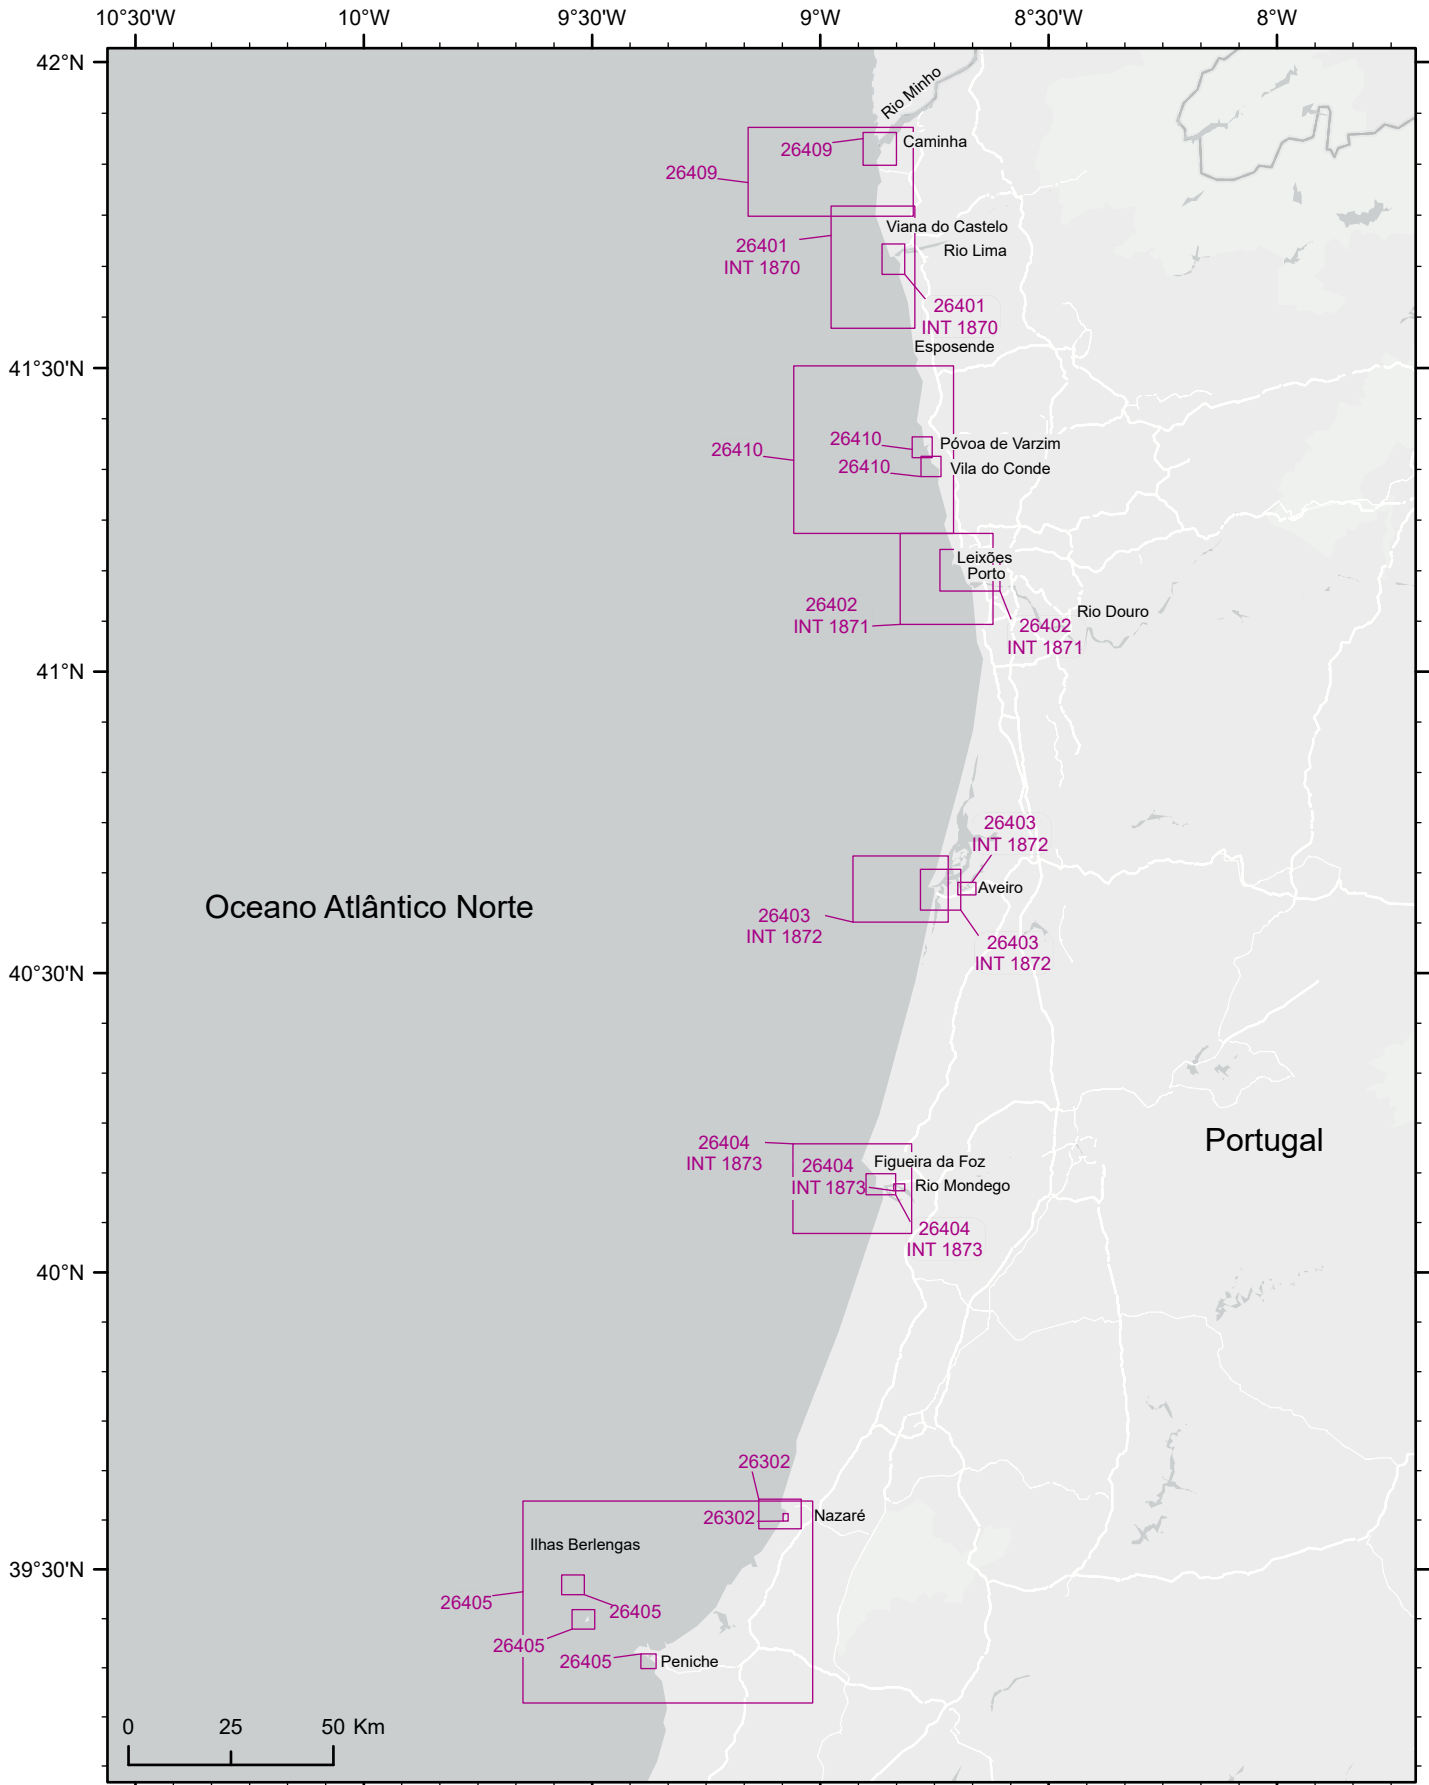 10°30'W
10°W
9°30'W
9°W
8°30'W
8°W
42°N
Rio Minho
26409
Caminha
26409
Viana do Castelo
26401
INT 1870
Rio Lima
26401
INT 1870
Esposende
41°30'N
26410
Póvoa de Varzim
26410
26410
Vila do Conde
Leixões
Porto
26402
INT 1871
Rio Douro
26402
INT 1871
41°N
26403
INT 1872
Aveiro
Oceano Atlântico Norte
26403
INT 1872
26403
INT 1872
40°30'N
Portugal
26404
INT 1873
Figueira da Foz
26404
INT 1873
Rio Mondego
26404
INT 1873
40°N
26302
26302
Nazaré
Ilhas Berlengas
39°30'N
26405
26405
26405
26405
Peniche
0
25
50 Km